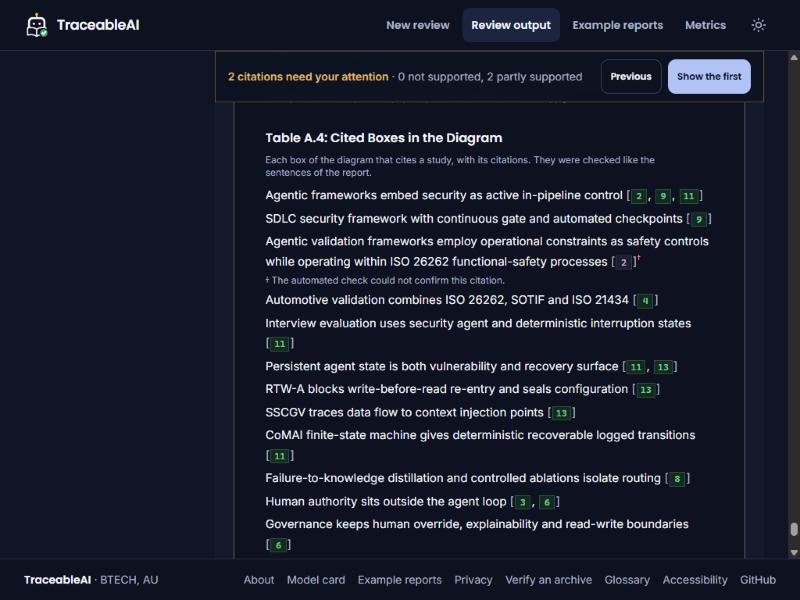 TraceableAI
New review
Review output
Example reports
Metrics
2 citations need your attention · 0 not supported, 2 partly supported
Previous
Show the first
Table A.4: Cited Boxes in the Diagram
Each box of the diagram that cites a study, with its citations. They were checked like the
sentences of the report.
Agentic frameworks embed security as active in-pipeline control [ 2 , 9 , 11 ]
SDLC security framework with continuous gate and automated checkpoints [ 9 ]
Agentic validation frameworks employ operational constraints as safety controls
while operating within ISO 26262 functional-safety processes [ 2 ]†
† The automated check could not confirm this citation.
Automotive validation combines ISO 26262, SOTIF and ISO 21434 [ 4 ]
Interview evaluation uses security agent and deterministic interruption states
[ 11 ]
Persistent agent state is both vulnerability and recovery surface [ 11 , 13 ]
RTW-A blocks write-before-read re-entry and seals configuration [ 13 ]
SSCGV traces data flow to context injection points [ 13 ]
CoMAI finite-state machine gives deterministic recoverable logged transitions
[ 11 ]
Failure-to-knowledge distillation and controlled ablations isolate routing [ 8 ]
Human authority sits outside the agent loop [ 3 , 6 ]
Governance keeps human override, explainability and read-write boundaries
[ 6 ]
TraceableAI · BTECH, AU
About
Model card
Example reports
Privacy
Verify an archive
Glossary
Accessibility
GitHub